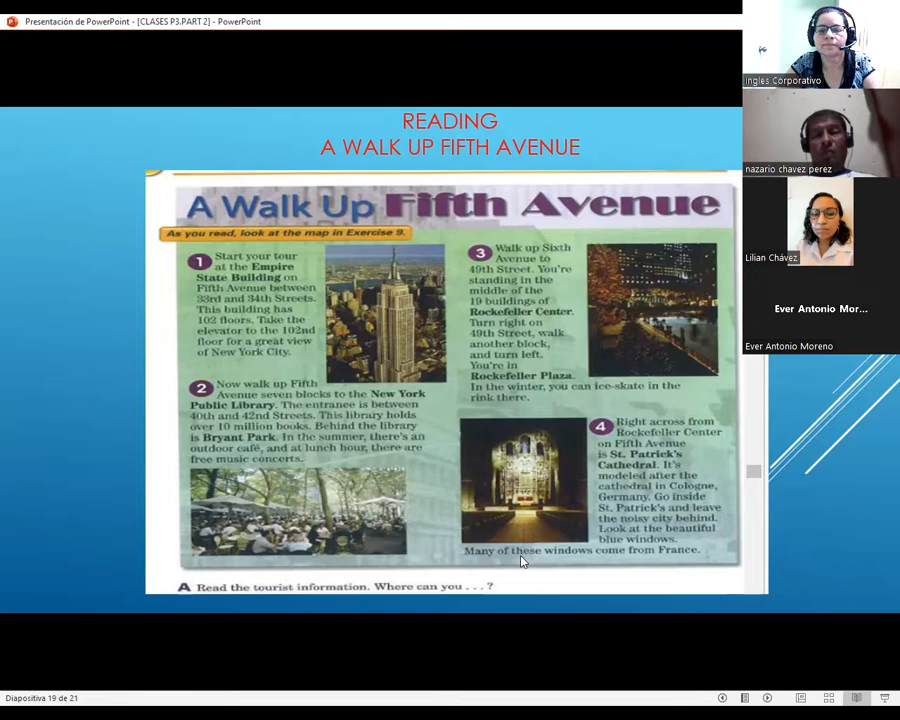 Presentación de PowerPoint - [CLASES P3.PART 2] - PowerPoint
READING
A WALK UP FIFTH AVENUE
A Walk Up Fifth Avenue
As you read, look at the map in Exercise 9.
1 Start your tour
at the Empire
State Building on
Fifth Avenue between
33rd and 34th Streets.
This building has
102 floors. Take the
elevator to the 102nd
floor for a great view
of New York City.
2 Now walk up Fifth
Avenue seven blocks to the New York
Public Library. The entrance is between
40th and 42nd Streets. This library holds
over 10 million books. Behind the library
is Bryant Park. In the summer, there's an
outdoor café, and at lunch hour, there are
free music concerts.
3 Walk up Sixth
Avenue to
49th Street. You're
standing in the
middle of the
19 buildings of
Rockefeller Center.
Turn right on
49th Street, walk
another block,
and turn left.
You're in
Rockefeller Plaza.
In the winter, you can ice-skate in the
rink there.
4 Right across from
Rockefeller Center
on Fifth Avenue
is St. Patrick's
Cathedral. It's
modeled after the
cathedral in Cologne,
Germany. Go inside
St. Patrick's and leave
the noisy city behind.
Look at the beautiful
blue windows.
Many of these windows come from France.
A Read the tourist information. Where can you . . . ?
Ingles Corporativo
nazario chavez perez
Lilian Chávez
Ever Antonio Mor...
Ever Antonio Moreno
Diapositiva 19 de 21